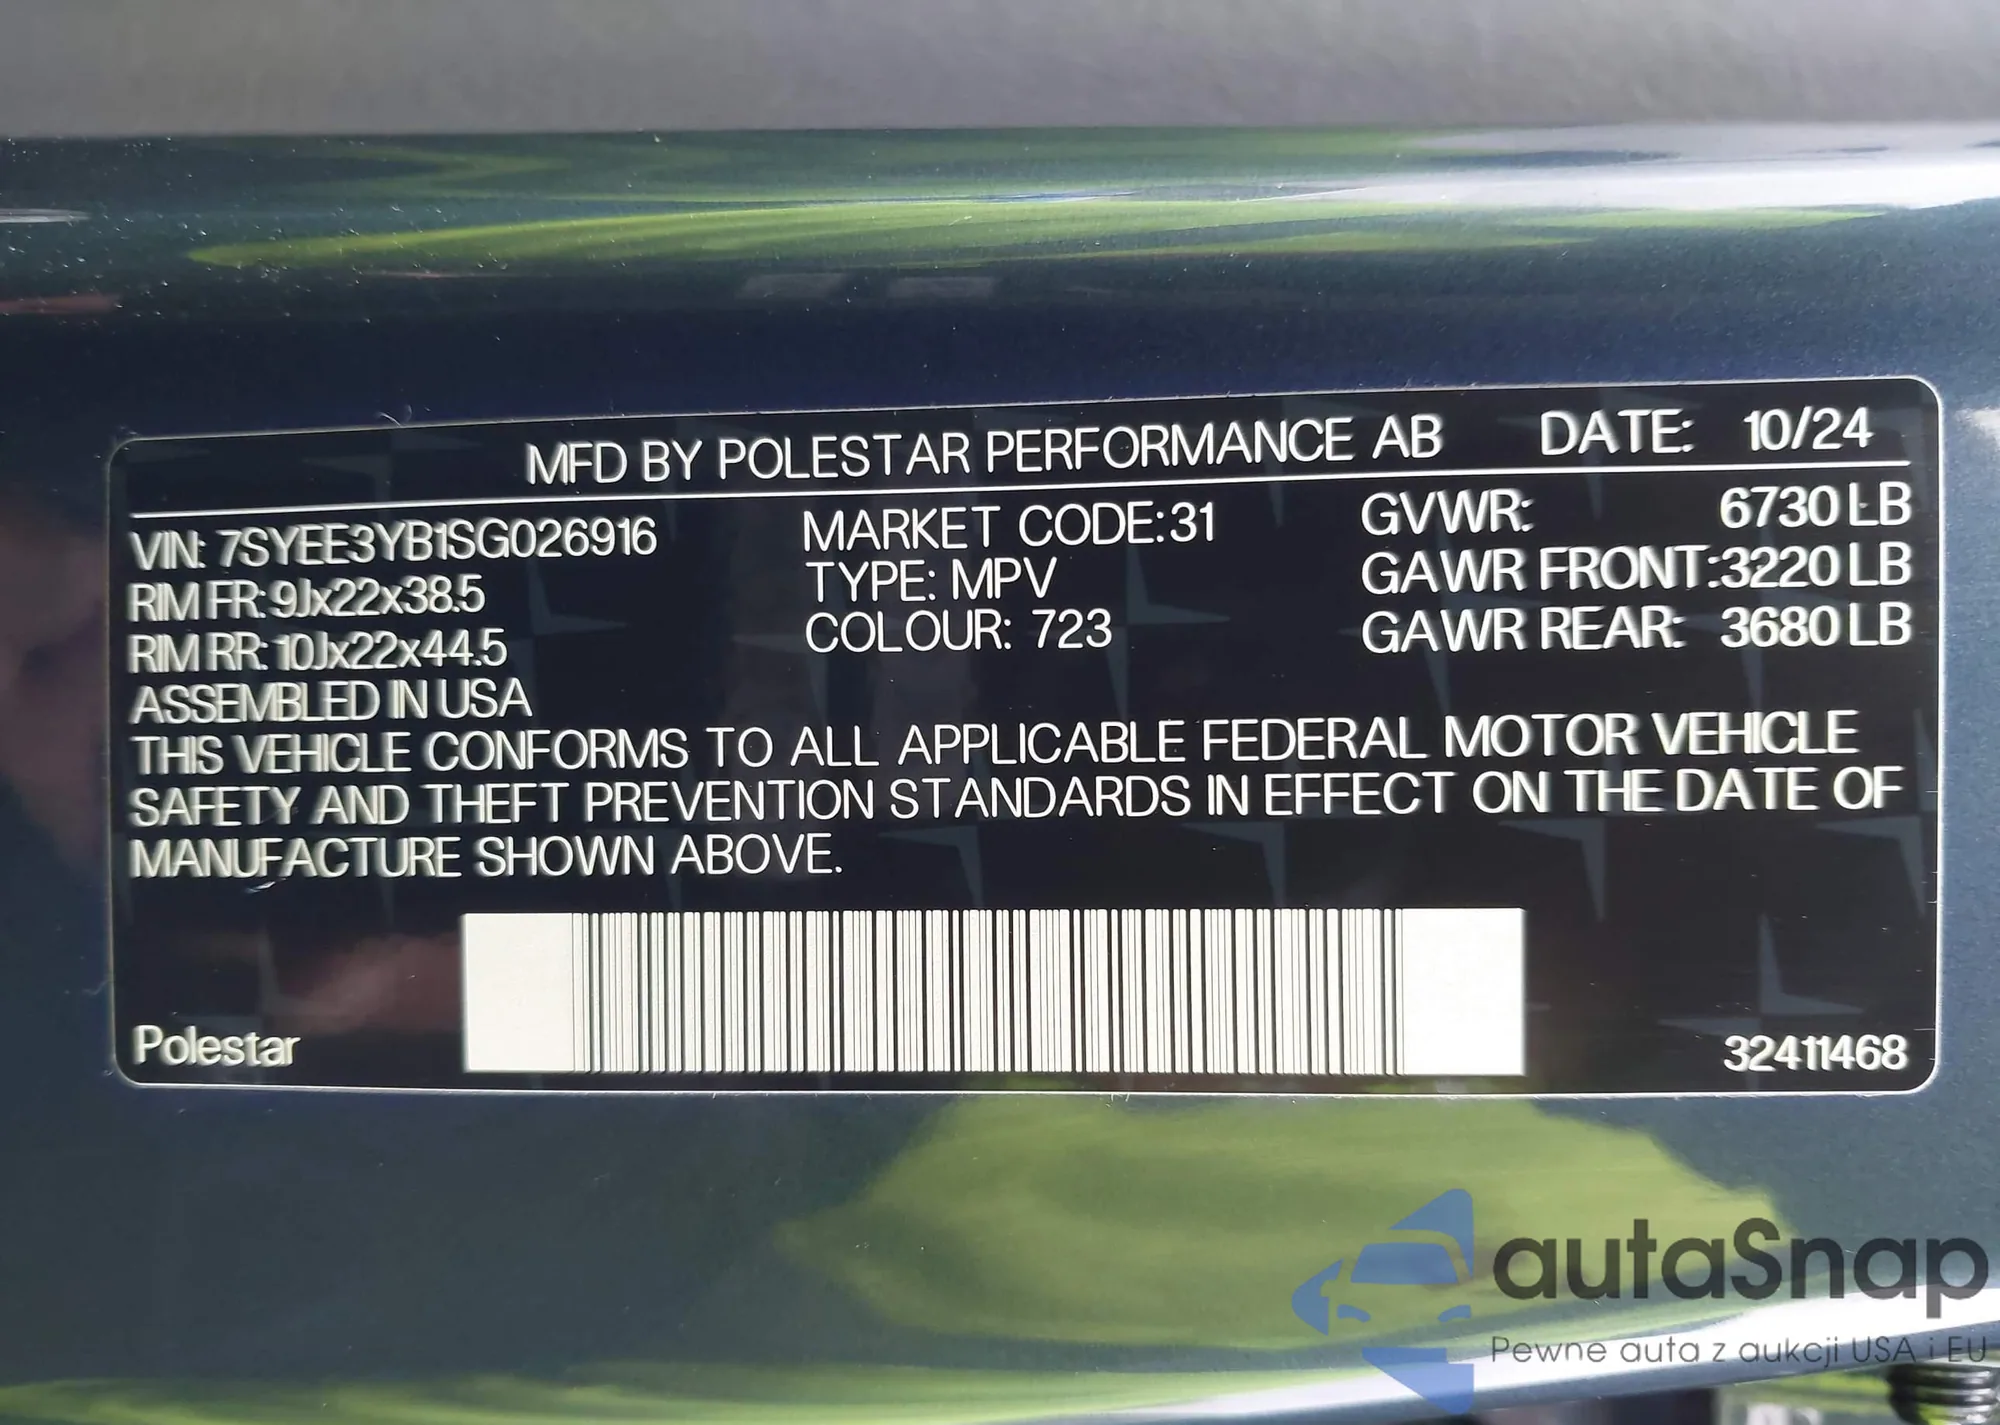 MFD BY POLESTAR PERFORMANCE AB DATE: 10/24
VIN: 7SYEE3YB1SG026916 MARKET CODE:31 GVWR: 6730 LB
RIM FR: 9Jx22x38.5 TYPE: MPV GAWR FRONT:3220 LB
RIM RR: 10Jx22x44.5 COLOUR: 723 GAWR REAR: 3680 LB
ASSEMBLED IN USA
THIS VEHICLE CONFORMS TO ALL APPLICABLE FEDERAL MOTOR VEHICLE
SAFETY AND THEFT PREVENTION STANDARDS IN EFFECT ON THE DATE OF
MANUFACTURE SHOWN ABOVE.
Polestar 32411468
autaSnap
Pewne auta z aukcji USA i EU